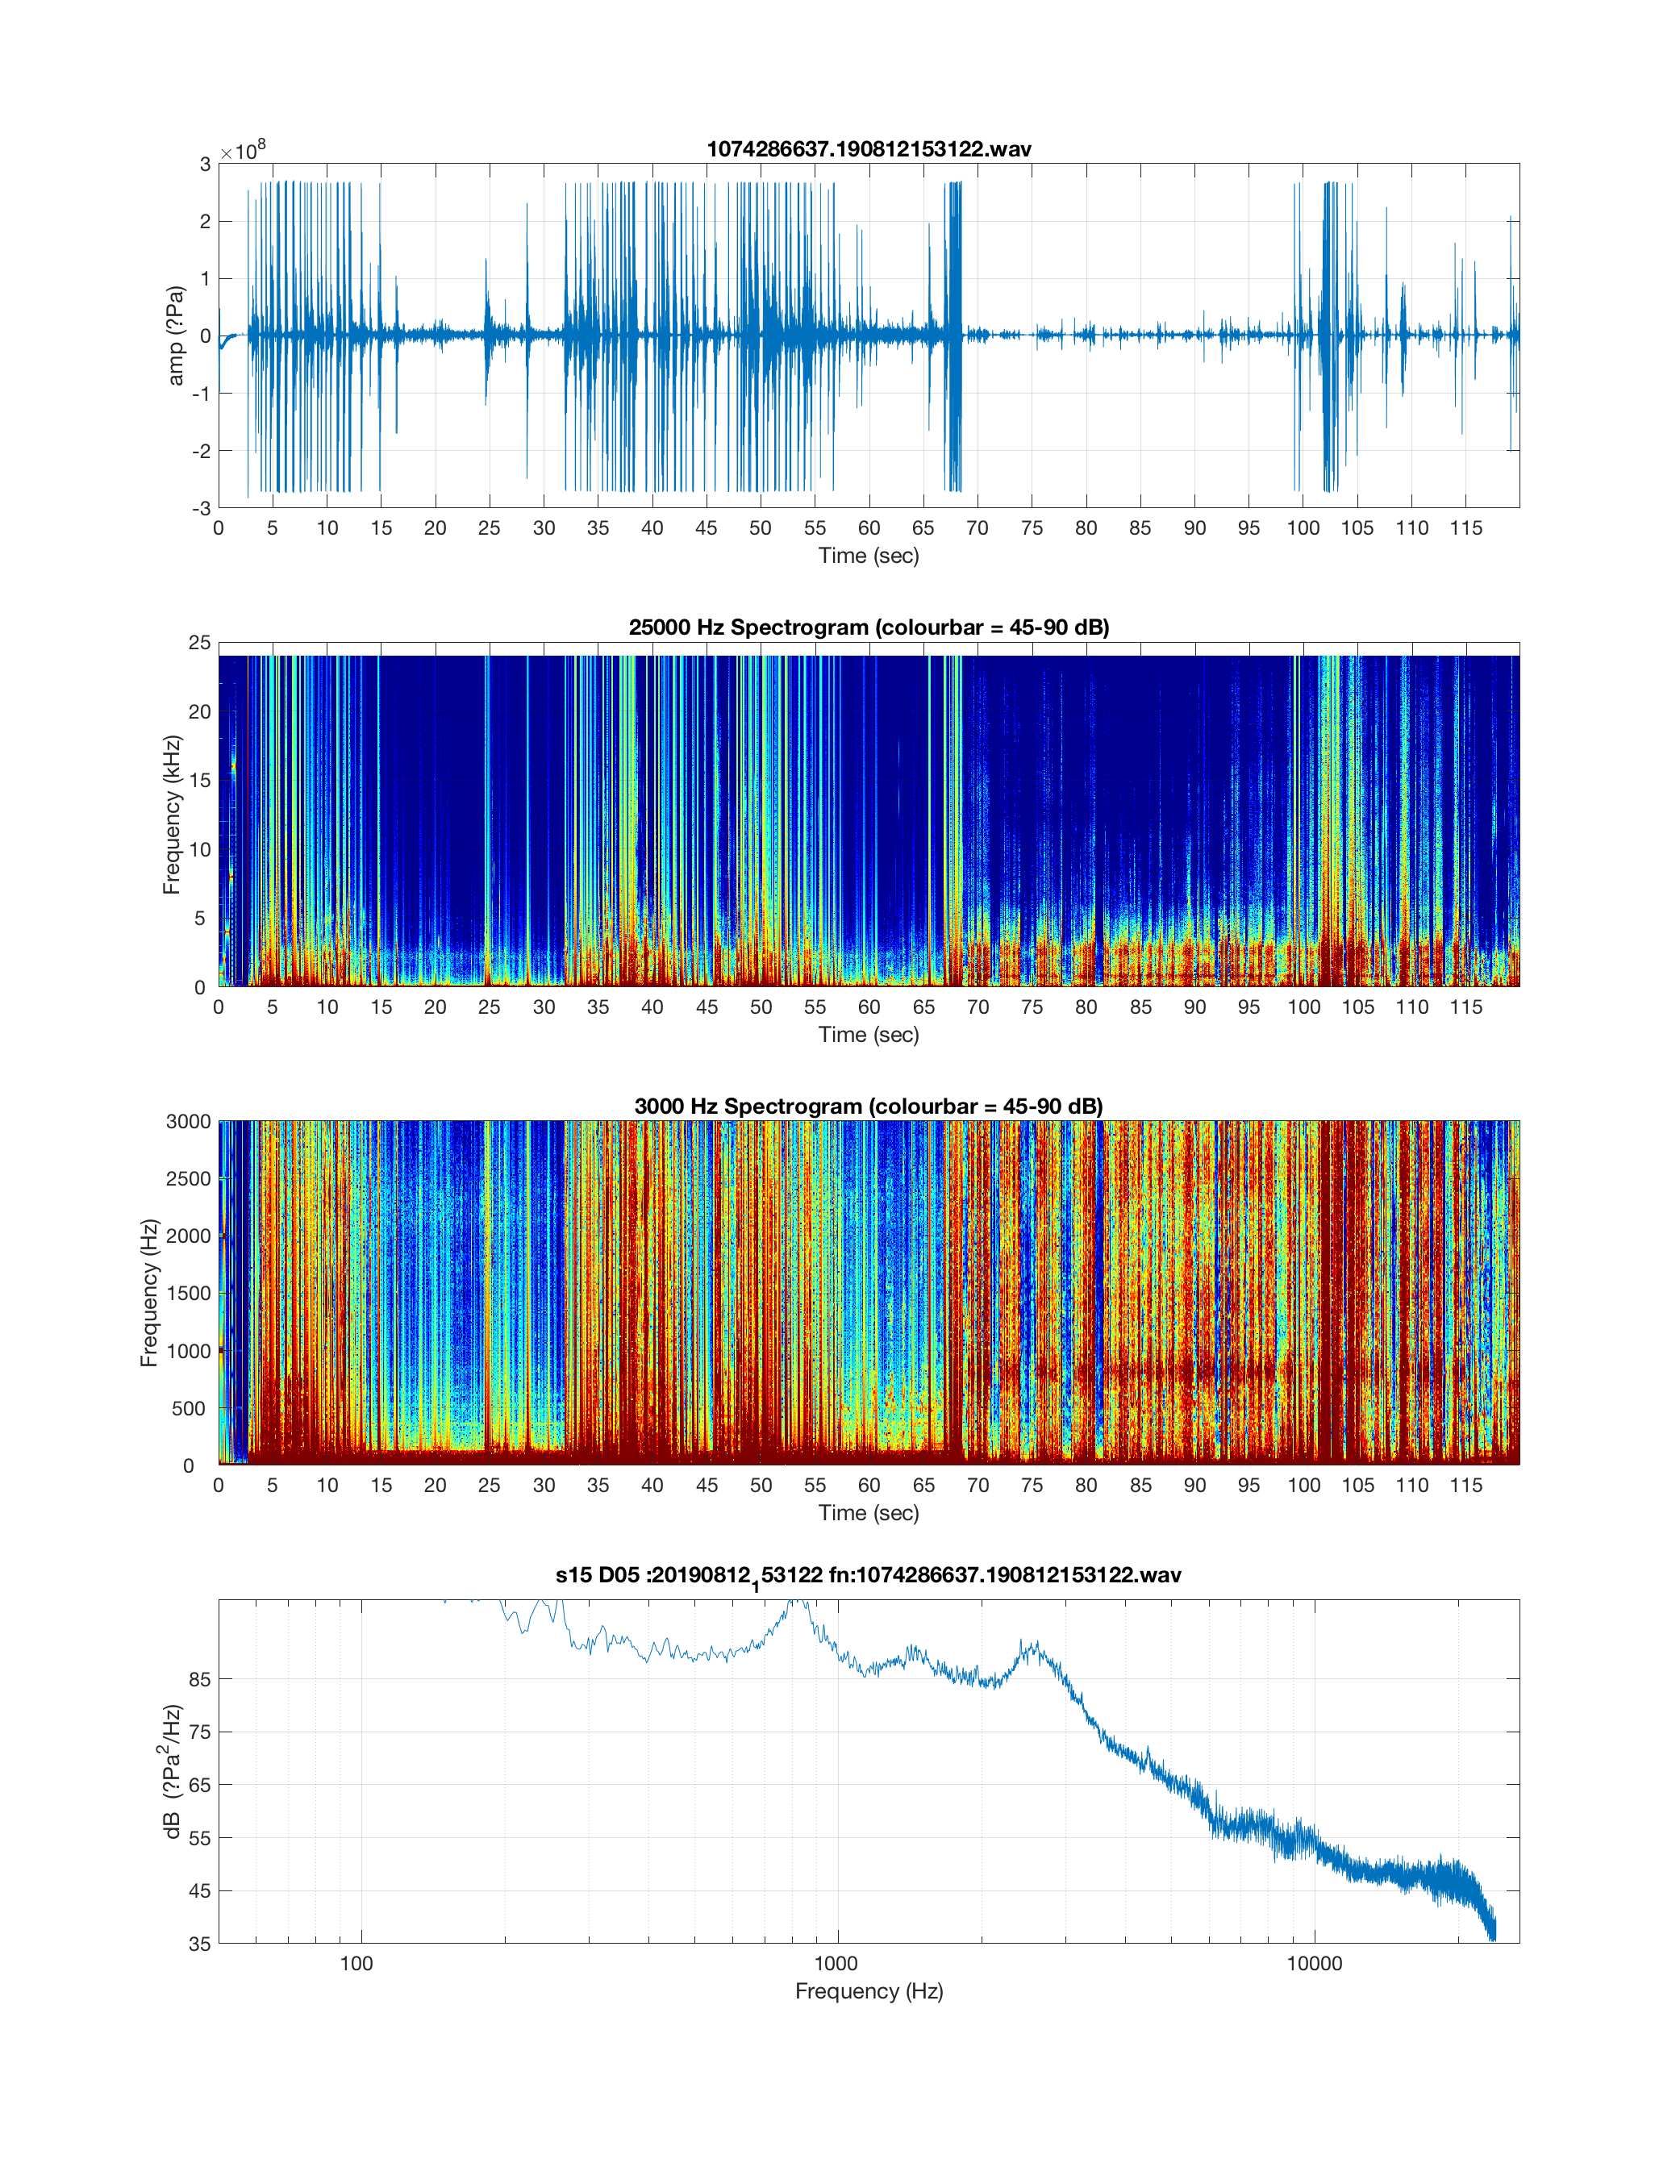 1074286637.190812153122.wav
×10^8
3
2
1
0
-1
-2
-3
amp (?Pa)
0 5 10 15 20 25 30 35 40 45 50 55 60 65 70 75 80 85 90 95 100 105 110 115
Time (sec)
25000 Hz Spectrogram (colourbar = 45-90 dB)
25
20
15
10
5
0
Frequency (kHz)
0 5 10 15 20 25 30 35 40 45 50 55 60 65 70 75 80 85 90 95 100 105 110 115
Time (sec)
3000 Hz Spectrogram (colourbar = 45-90 dB)
3000
2500
2000
1500
1000
500
0
Frequency (Hz)
0 5 10 15 20 25 30 35 40 45 50 55 60 65 70 75 80 85 90 95 100 105 110 115
Time (sec)
s15 D05 :20190812_153122 fn:1074286637.190812153122.wav
85
75
65
55
45
35
dB (?Pa^2/Hz)
100 1000 10000
Frequency (Hz)